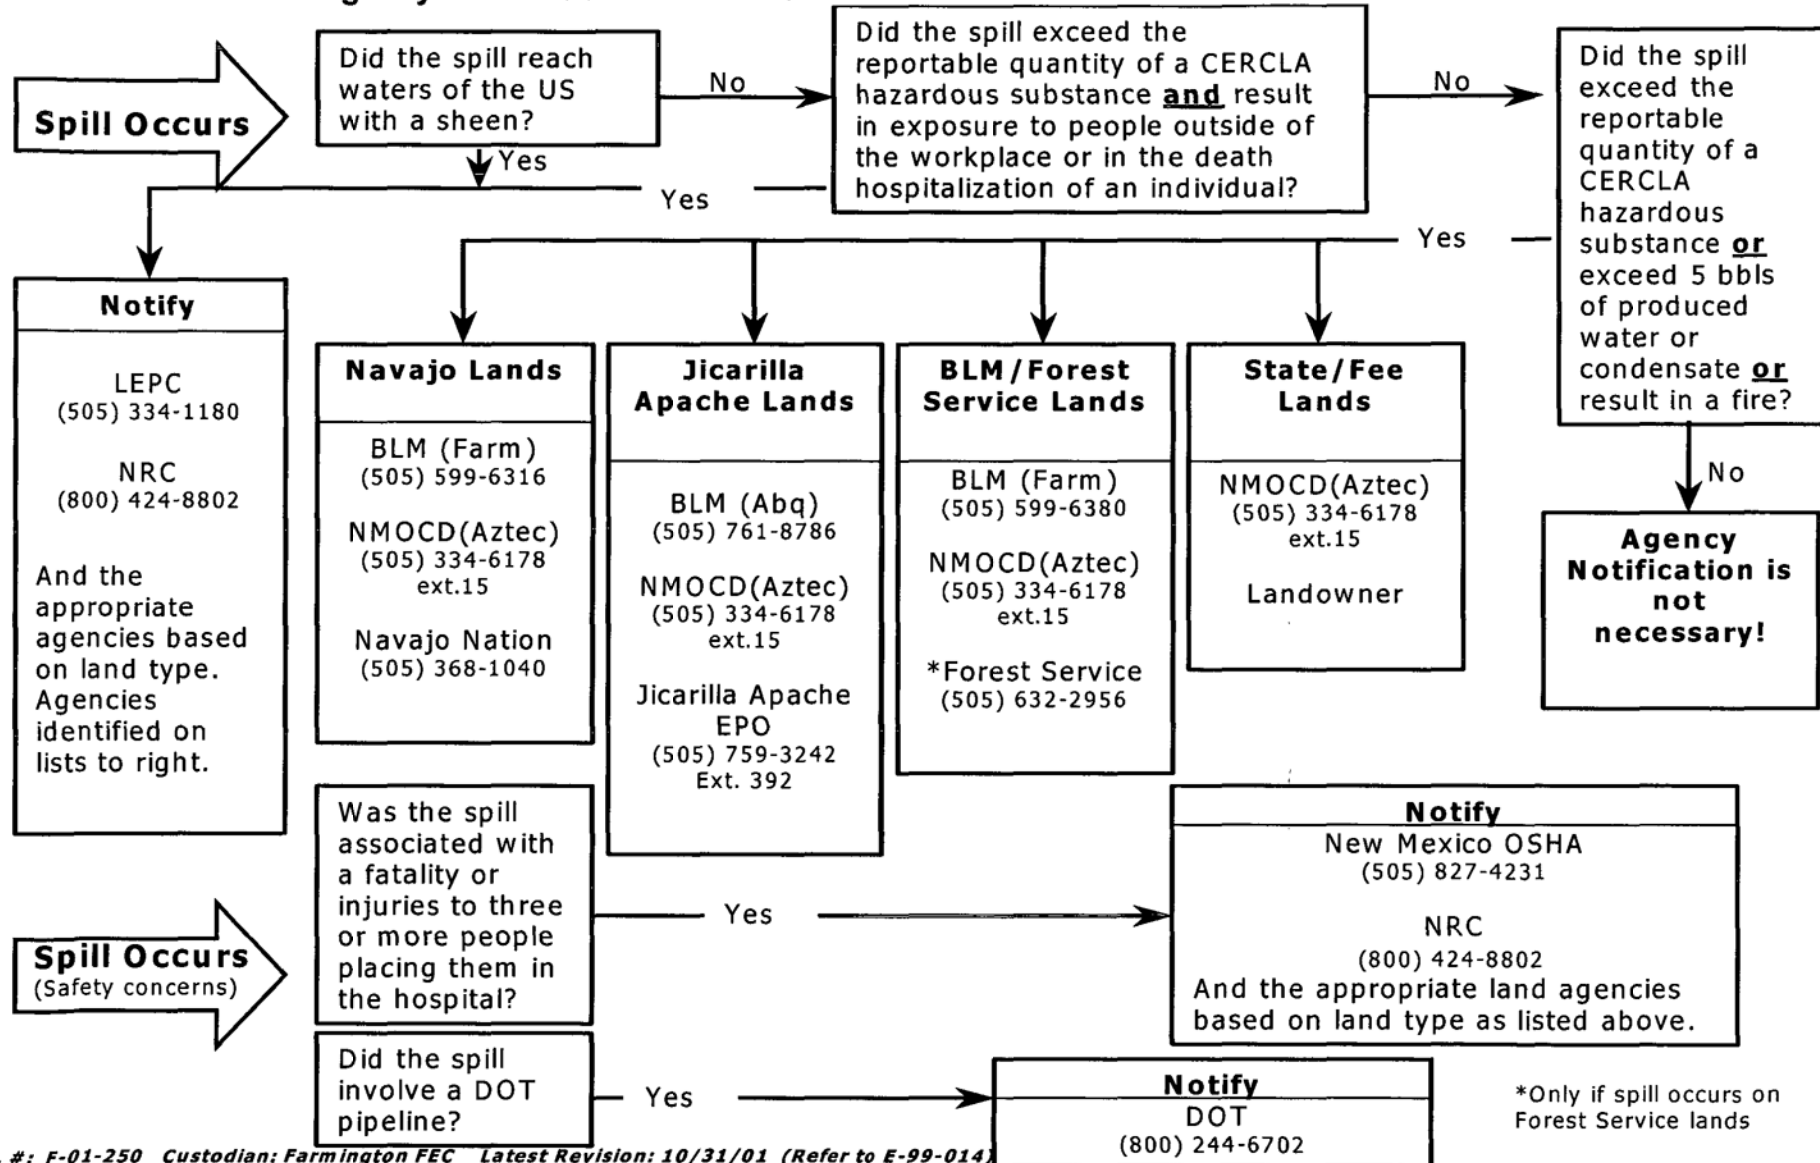 Spill Occurs
Did the spill reach
waters of the US
with a sheen?
No
Yes
Did the spill exceed the
reportable quantity of a CERCLA
hazardous substance and result
in exposure to people outside of
the workplace or in the death
hospitalization of an individual?
Yes
No
Did the spill
exceed the
reportable
quantity of a
CERCLA
hazardous
substance or
exceed 5 bbls
of produced
water or
condensate or
result in a fire?
Yes
No
Agency
Notification is
not
necessary!
Notify
LEPC
(505) 334-1180
NRC
(800) 424-8802
And the
appropriate
agencies based
on land type.
Agencies
identified on
lists to right.
Navajo Lands
BLM (Farm)
(505) 599-6316
NMOCD(Aztec)
(505) 334-6178
ext.15
Navajo Nation
(505) 368-1040
Jicarilla
Apache Lands
BLM (Abq)
(505) 761-8786
NMOCD(Aztec)
(505) 334-6178
ext.15
Jicarilla Apache
EPO
(505) 759-3242
Ext. 392
BLM/Forest
Service Lands
BLM (Farm)
(505) 599-6380
NMOCD(Aztec)
(505) 334-6178
ext.15
*Forest Service
(505) 632-2956
State/Fee
Lands
NMOCD(Aztec)
(505) 334-6178
ext.15
Landowner
Spill Occurs
(Safety concerns)
Was the spill
associated with
a fatality or
injuries to three
or more people
placing them in
the hospital?
Yes
Notify
New Mexico OSHA
(505) 827-4231
NRC
(800) 424-8802
And the appropriate land agencies
based on land type as listed above.
Did the spill
involve a DOT
pipeline?
Yes
Notify
DOT
(800) 244-6702
*Only if spill occurs on
Forest Service lands
#: F-01-250 Custodian: Farmington FEC Latest Revision: 10/31/01 (Refer to E-99-014)